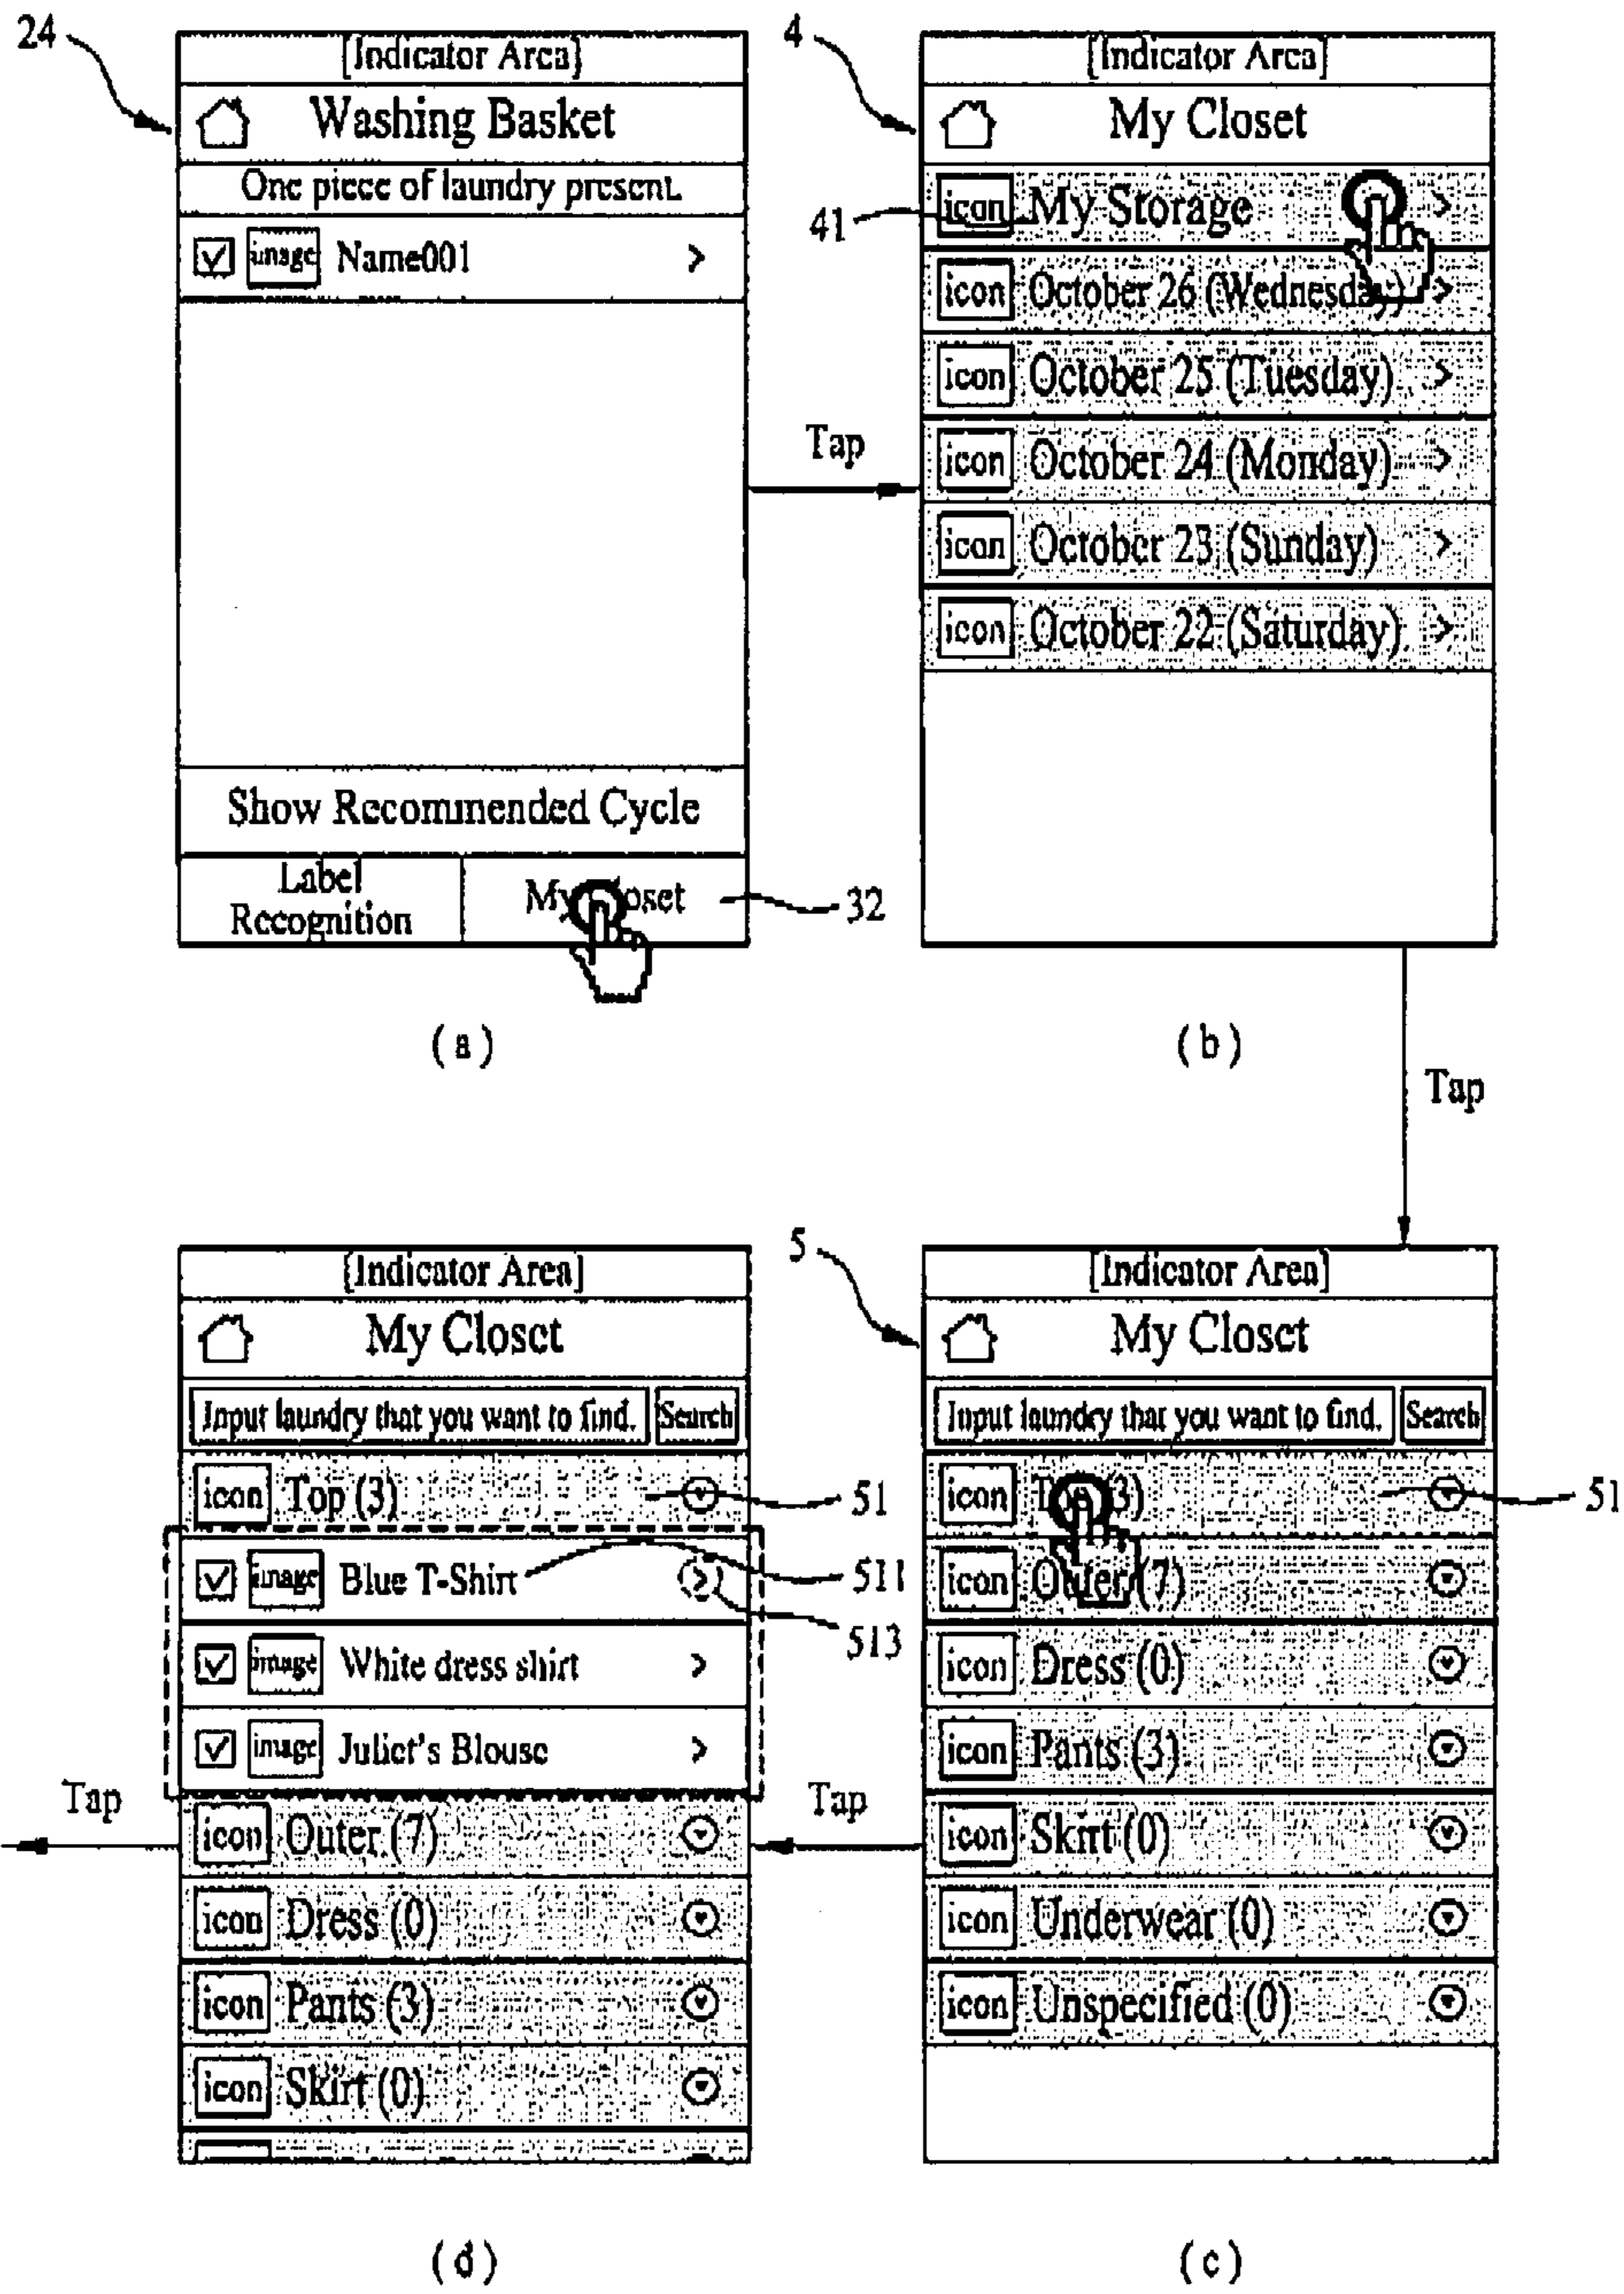 24
[Indicator Area]
Washing Basket
One piece of laundry present.
image Name001
Tap
Show Recommended Cycle
Label
Recognition
My oset
32
(a)
4
[Indicator Area]
My Closet
41
icon My Storage
icon October 26 (Wednesday)
icon October 25 (Tuesday)
icon October 24 (Monday)
icon October 23 (Sunday)
icon October 22 (Saturday)
(b)
Tap
5
[Indicator Area]
My Closet
Input laundry that you want to find. Search
icon (3)
51
icon Outer (7)
icon Dress (0)
icon Pants (3)
icon Skirt (0)
icon Underwear (0)
icon Unspecified (0)
(c)
Tap
[Indicator Area]
My Closet
Input laundry that you want to find. Search
icon Top (3)
51
image Blue T-Shirt
511
513
image White dress shirt
image Juliet's Blouse
icon Outer (7)
icon Dress (0)
icon Pants (3)
icon Skirt (0)
Tap
(d)